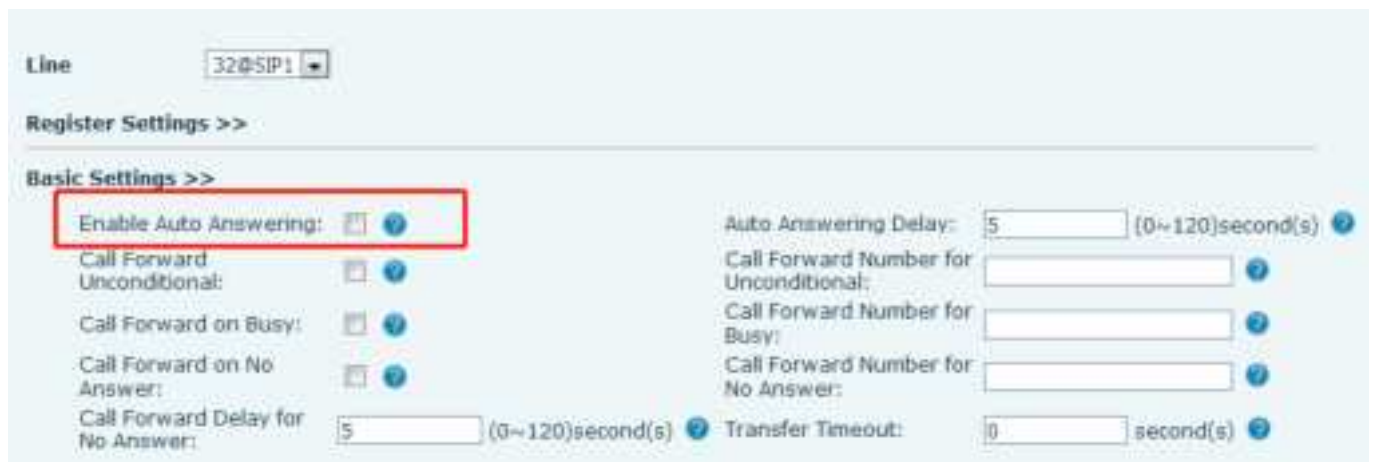 Line 32@SIP1
Register Settings >>
Basic Settings >>
Enable Auto Answering: ? Auto Answering Delay: 5 (0~120)second(s) ?
Call Forward
Unconditional: ? Call Forward Number for
Unconditional: ?
Call Forward on Busy: ? Call Forward Number for
Busy: ?
Call Forward on No
Answer: ? Call Forward Number for
No Answer: ?
Call Forward Delay for
No Answer: 5 (0~120)second(s) ? Transfer Timeout: 0 second(s) ?